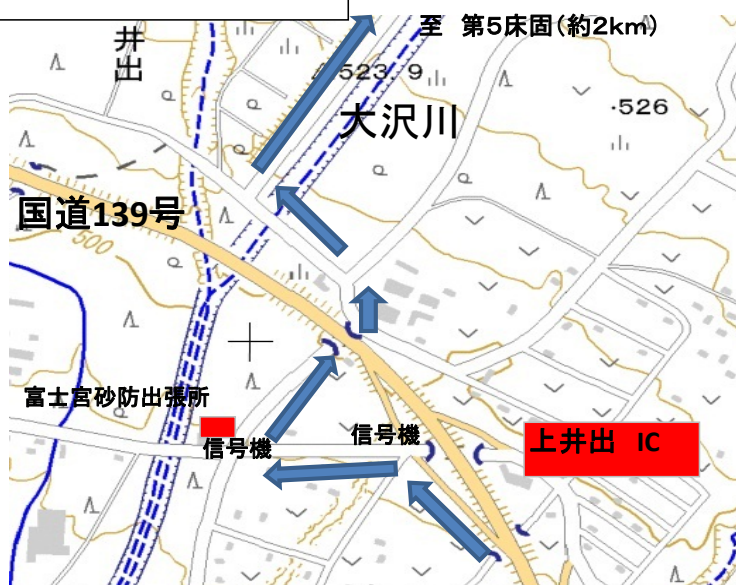 至 第5床固(約2km)
井出
523.9
・526
大沢川
国道139号
500
富士宮砂防出張所
信号機
信号機
上井出 IC